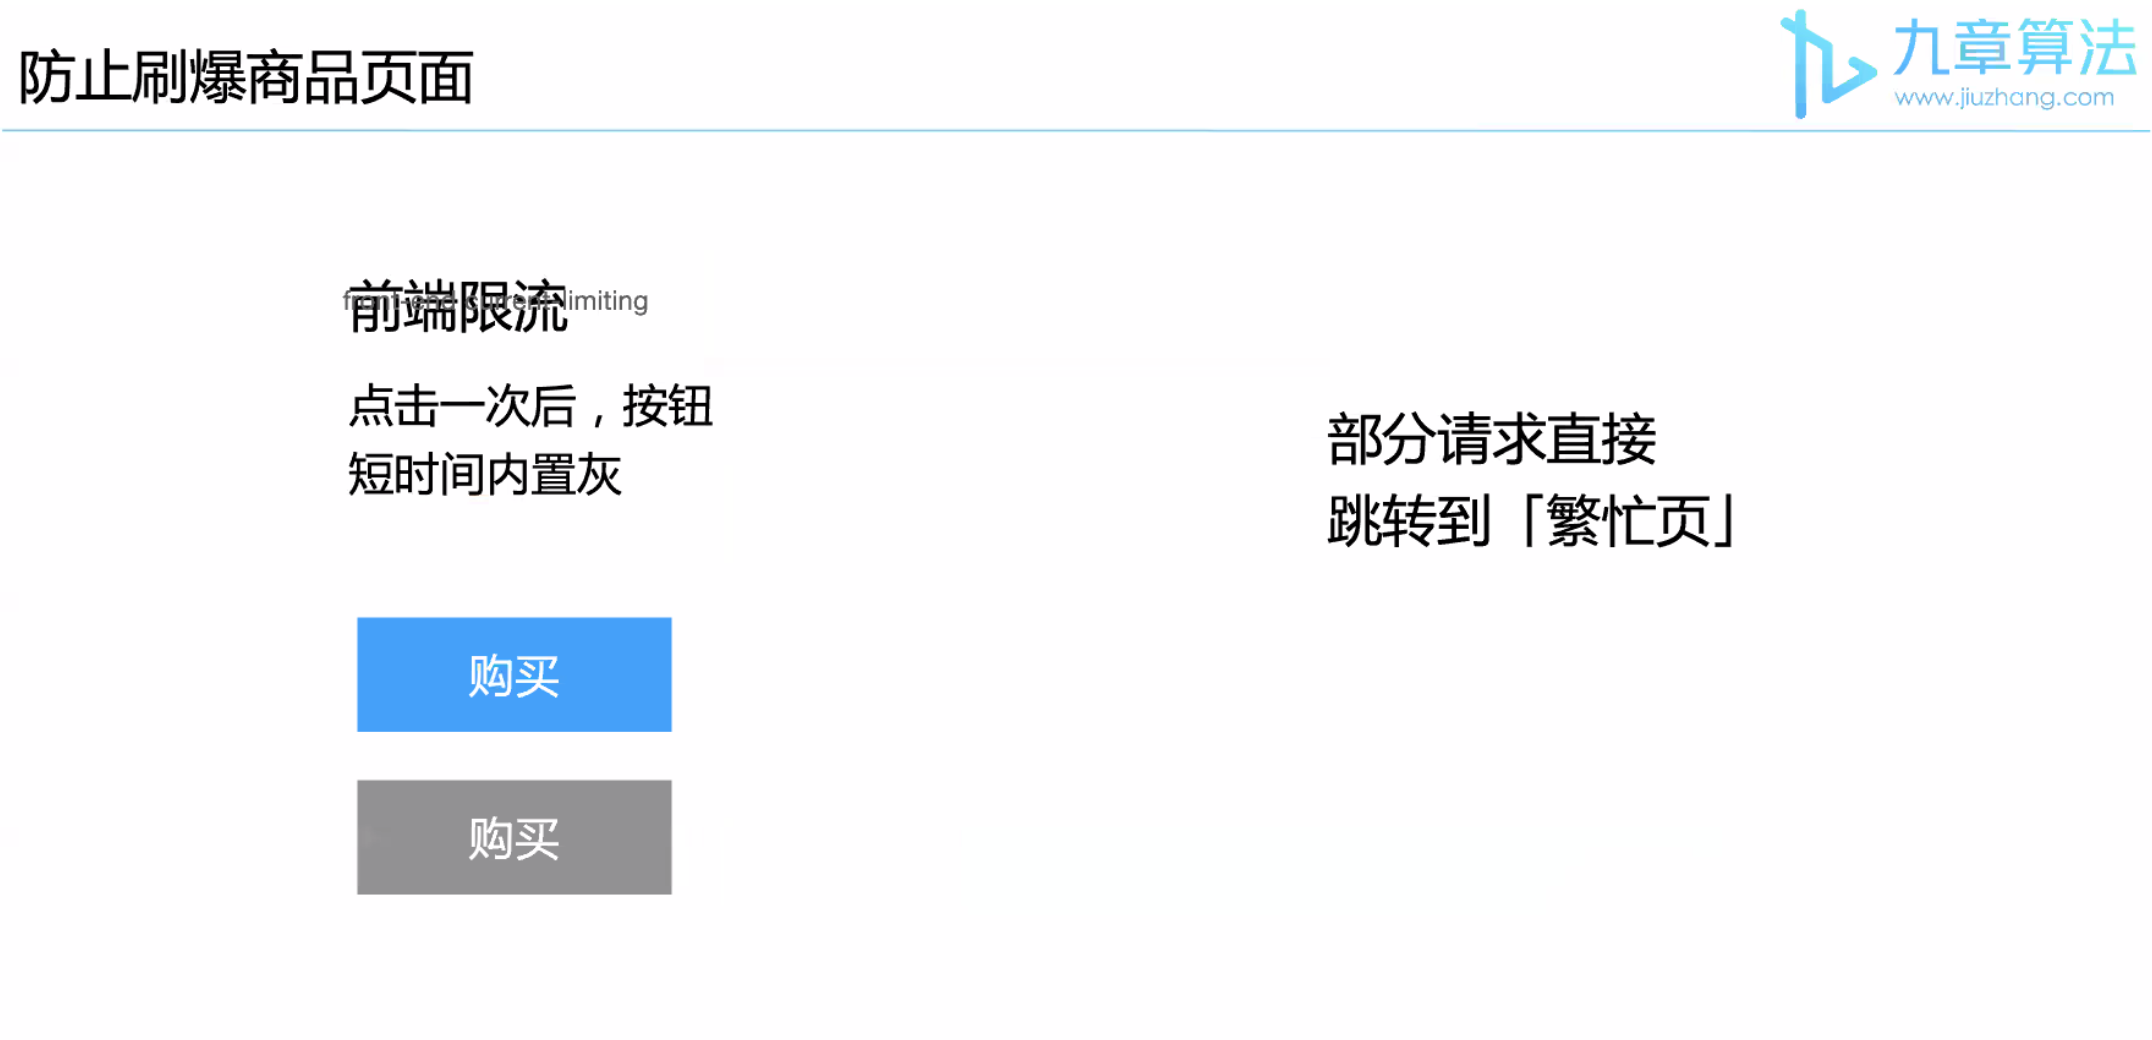 防止刷爆商品页面
九章算法
www.jiuzhang.com
前端限流
front-end current-limiting
点击一次后，按钮
短时间内置灰
部分请求直接
跳转到「繁忙页」
购买
购买